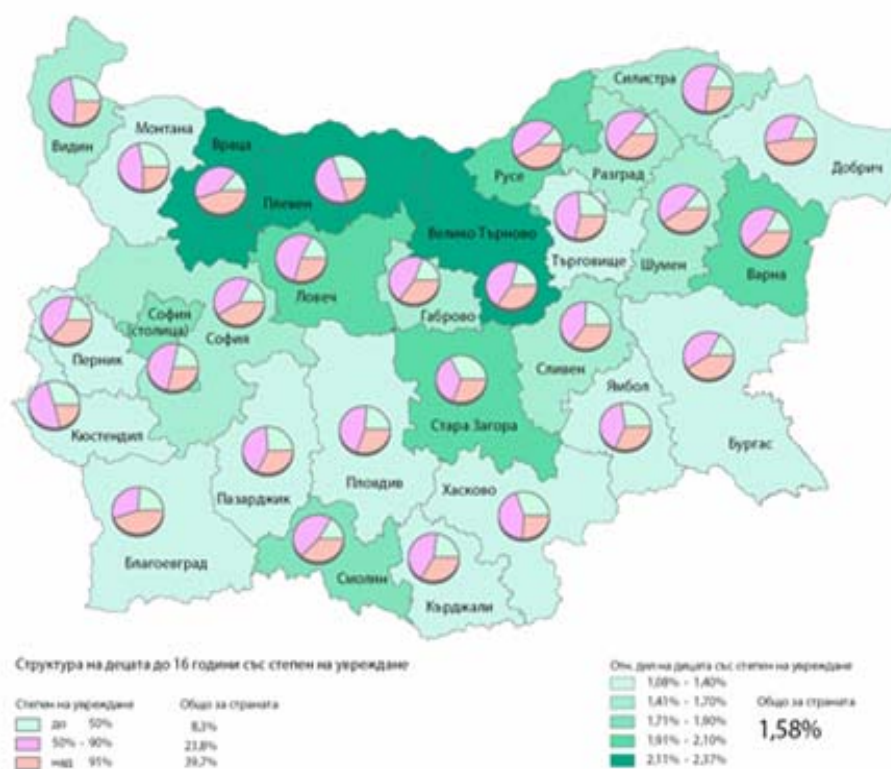 Силистра
Монтана
Видин
Враца
Добрич
Русе
Разград
Плевен
Велико Търново
Търговище
Шумен
Варна
Ловеч
Габрово
София
(столица)
София
Перник
Сливен
Ямбол
Стара Загора
Кюстендил
Бургас
Пазарджик
Пловдив
Хасково
Благоевград
Смолян
Кърджали
Структура на децата до 16 години със степен на увреждане
Степен на увреждане Общо за страната
до 50% 8,3%
50% - 90% 23,8%
над 95% 39,7%
Отн. дял на децата със степен на увреждане
1,08% - 1,40%
1,41% - 1,70%
1,71% - 1,90%
1,91% - 2,10%
2,11% - 2,37%
Общо за страната
1,58%